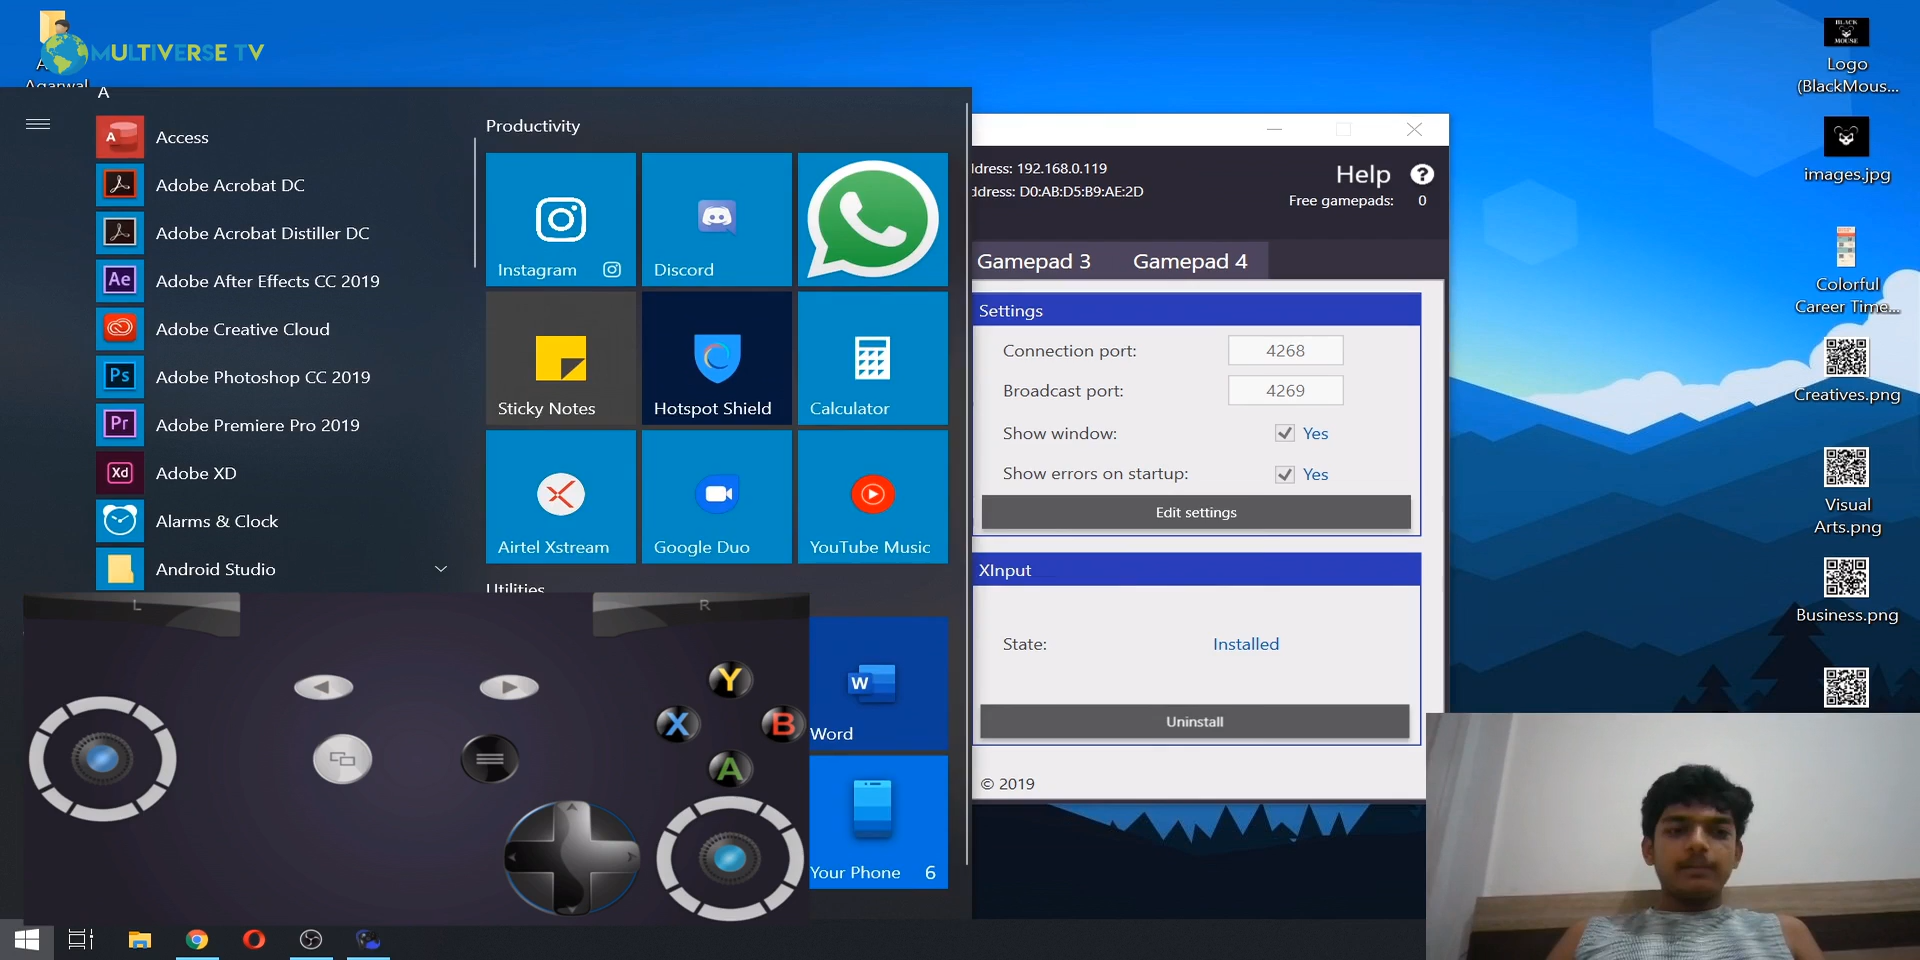 MULTIVERSE TV
Agarwal
A
Access
Adobe Acrobat DC
Adobe Acrobat Distiller DC
Adobe After Effects CC 2019
Adobe Creative Cloud
Adobe Photoshop CC 2019
Adobe Premiere Pro 2019
Adobe XD
Alarms & Clock
Android Studio
Productivity
Instagram
Discord
Sticky Notes
Hotspot Shield
Calculator
Airtel Xstream
Google Duo
YouTube Music
Utilities
Word
Your Phone 6
L
R
Y
X
B
A
ldress: 192.168.0.119
ddress: D0:AB:D5:B9:AE:2D
Help ?
Free gamepads: 0
Gamepad 3
Gamepad 4
Settings
Connection port: 4268
Broadcast port: 4269
Show window: Yes
Show errors on startup: Yes
Edit settings
XInput
State: Installed
Uninstall
© 2019
BLACK
MOUSE
Logo
(BlackMous...
images.jpg
Colorful
Career Time...
Creatives.png
Visual
Arts.png
Business.png